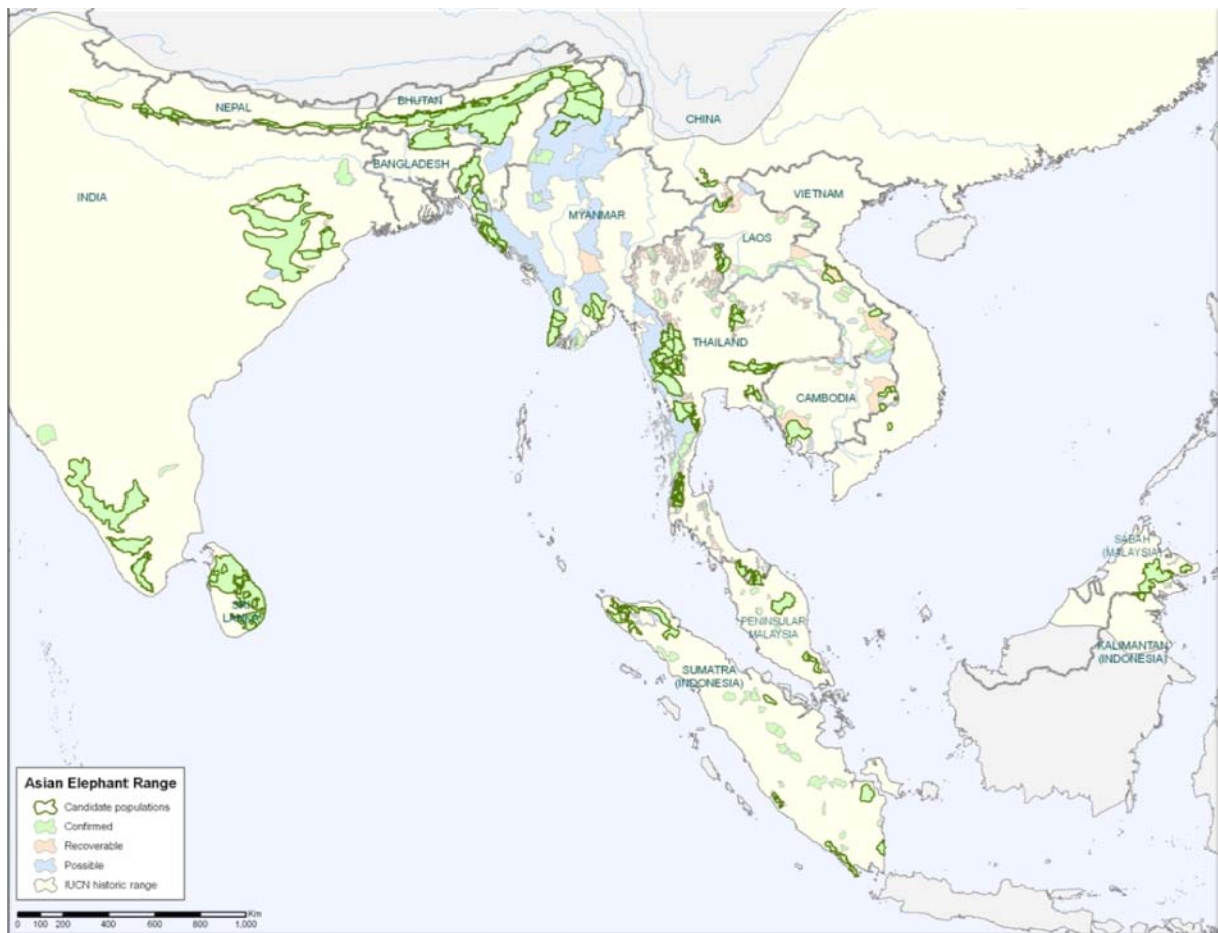 NEPAL
BHUTAN
CHINA
BANGLADESH
INDIA
VIETNAM
MYANMAR
LAOS
THAILAND
CAMBODIA
SABAH
(MALAYSIA)
SRI
LANKA
PENINSULAR
MALAYSIA
KALIMANTAN
(INDONESIA)
SUMATRA
(INDONESIA)
Asian Elephant Range
Candidate populations
Confirmed
Recoverable
Possible
IUCN historic range
Km
0 100 200 400 600 800 1,000